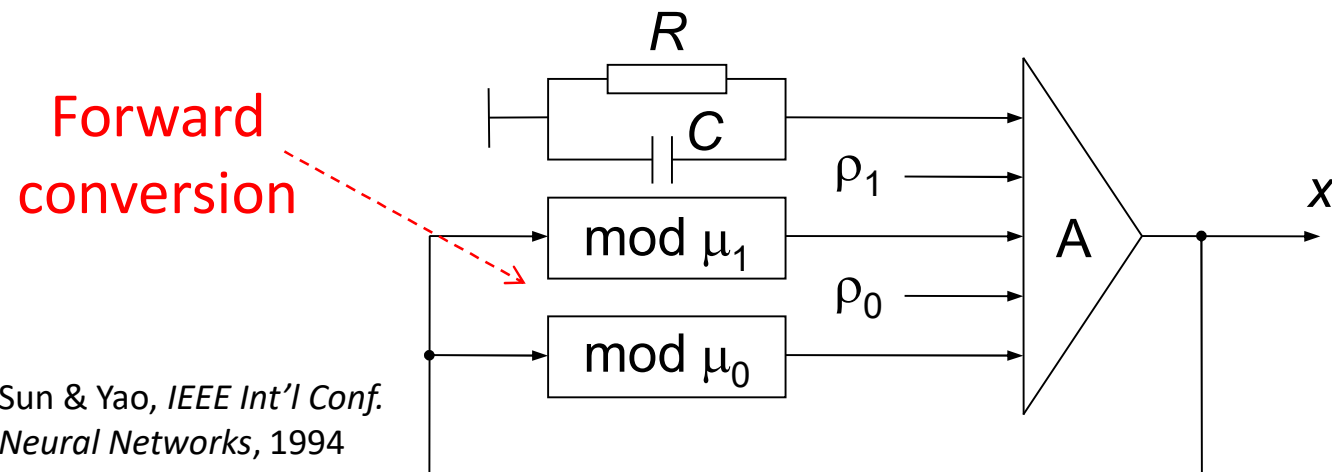 R
Forward
conversion
C
ρ₁
x
mod μ₁
A
ρ₀
mod μ₀
Sun & Yao, IEEE Int’l Conf.
Neural Networks, 1994